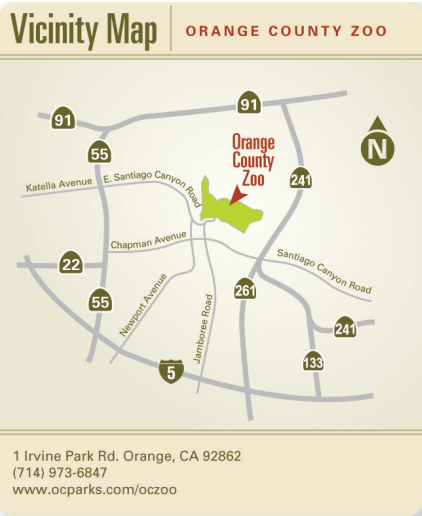 Vicinity Map
ORANGE COUNTY ZOO
91
91
55
Orange
County
Zoo
N
241
Katella Avenue
E. Santiago Canyon Road
Chapman Avenue
Santiago Canyon Road
22
55
261
Newport Avenue
Jamboree Road
241
133
5
1 Irvine Park Rd. Orange, CA 92862
(714) 973-6847
www.ocparks.com/oczoo